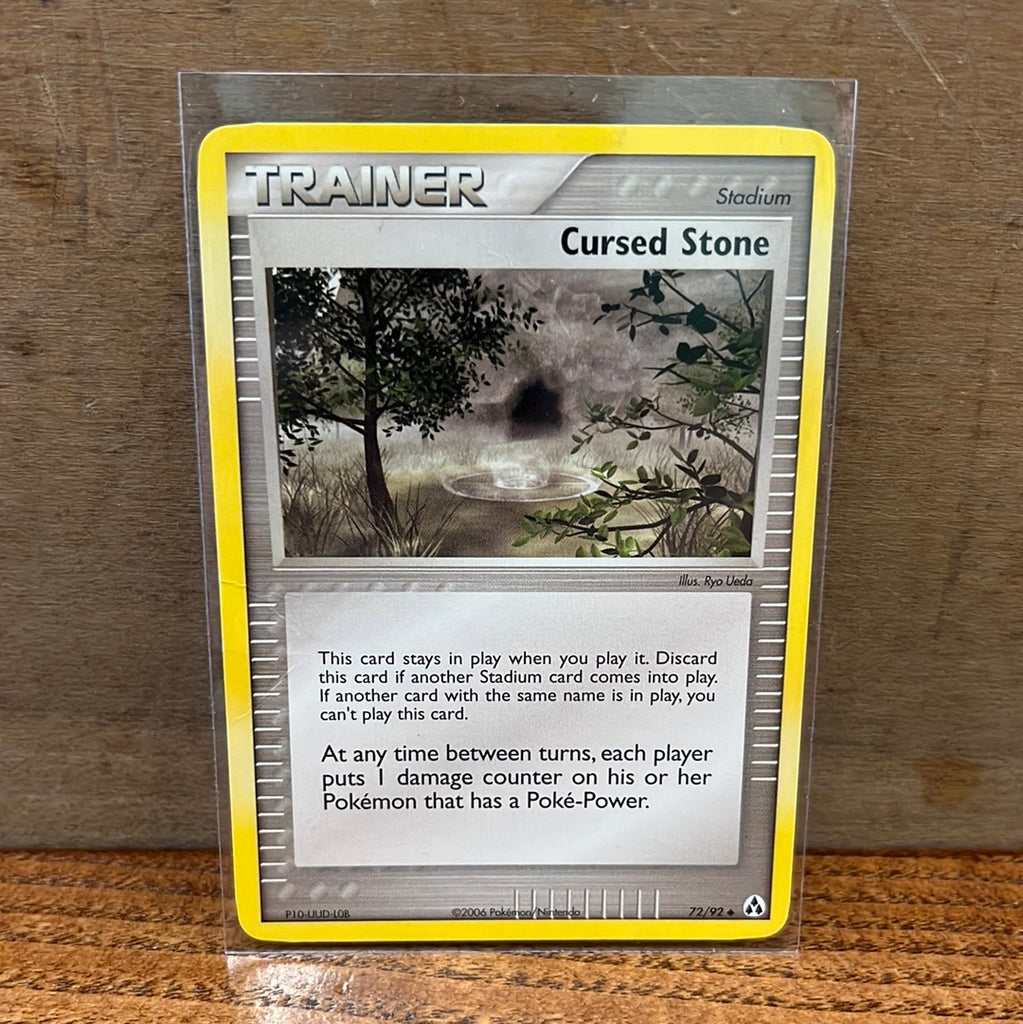 TRAINER
Stadium
Cursed Stone
Illus. Ryo Ueda
This card stays in play when you play it. Discard
this card if another Stadium card comes into play.
If another card with the same name is in play, you
can't play this card.
At any time between turns, each player
puts 1 damage counter on his or her
Pokémon that has a Poké-Power.
P10-UUD-L0B ©2006 Pokémon/Nintendo 72/92 ◆